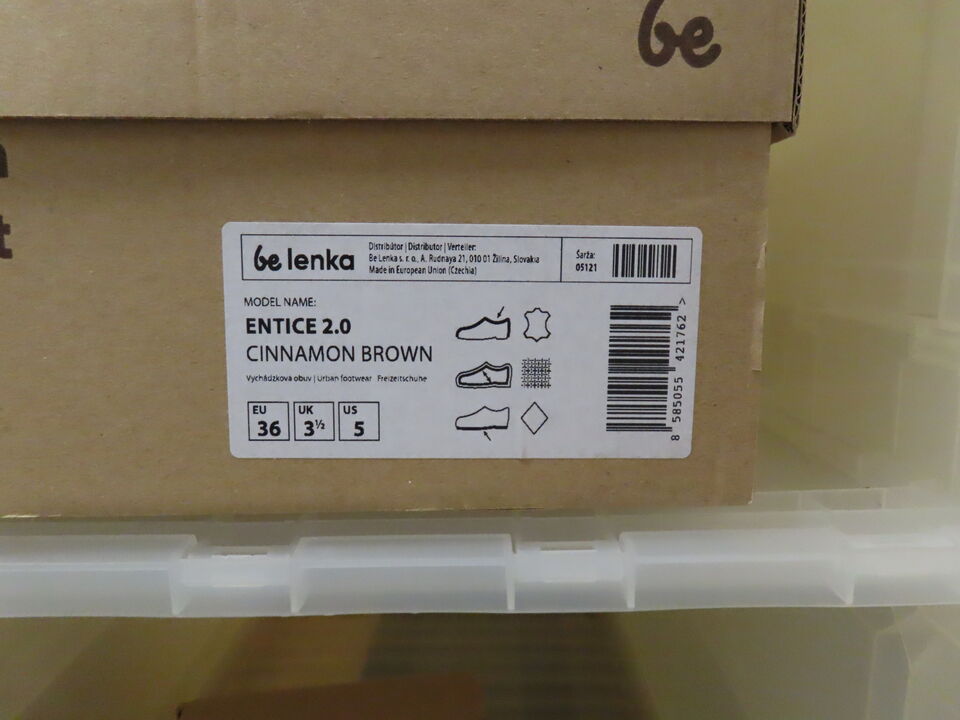 be
be lenka
Distribútor | Distributor | Verteiler:
Be Lenka s. r. o., A. Rudnaya 21, 010 01 Žilina, Slovakia
Made in European Union (Czechia)
Šarža:
05121
MODEL NAME:
ENTICE 2.0
CINNAMON BROWN
Vychádzková obuv | Urban footwear Freizeitschuhe
EU 36
UK 3½
US 5
8 585055 421762 >